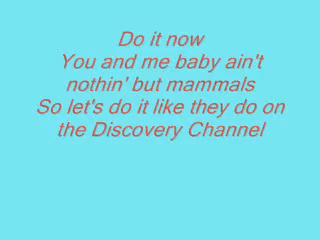 Do it now
You and me baby ain't
nothin' but mammals
So let's do it like they do on
the Discovery Channel